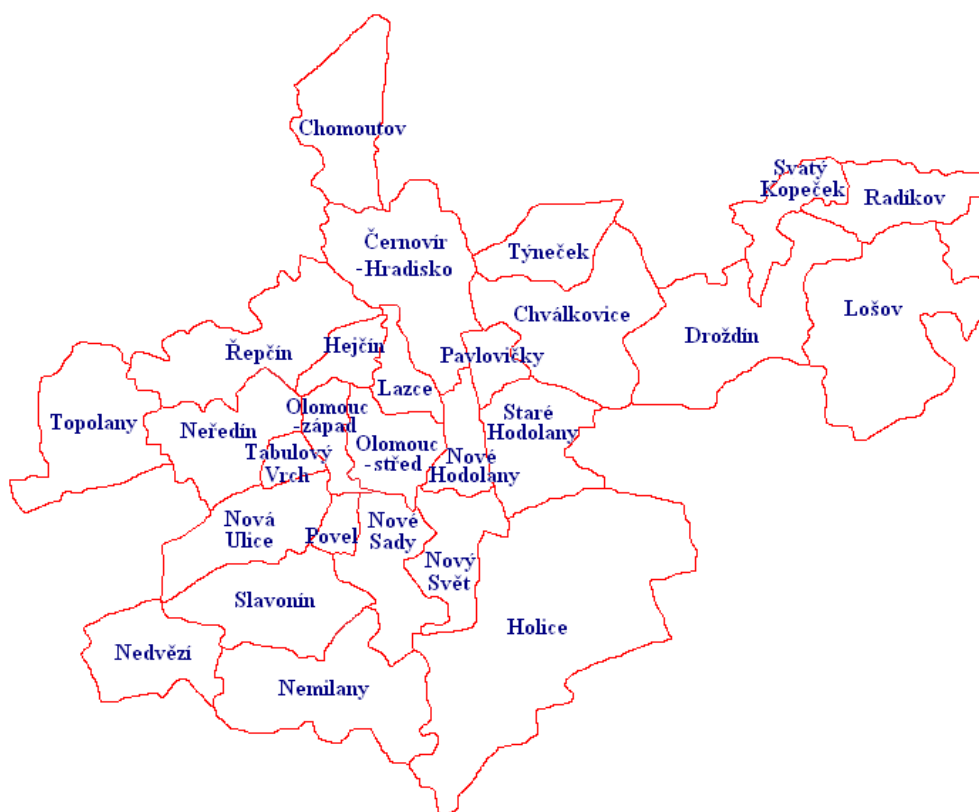 Chomoutov
Svatý
Kopeček
Radíkov
Černovír
-Hradisko
Týneček
Chválkovice
Lošov
Droždín
Řepčín
Hejčín
Pavlovičky
Lazce
Topolany
Neředín
Olomouc
-západ
Staré
Hodolany
Olomouc
-střed
Tabulový
Vrch
Nové
Hodolany
Nová
Ulice
Povel
Nové
Sady
Nový
Svět
Slavonín
Holice
Nedvězí
Nemilany